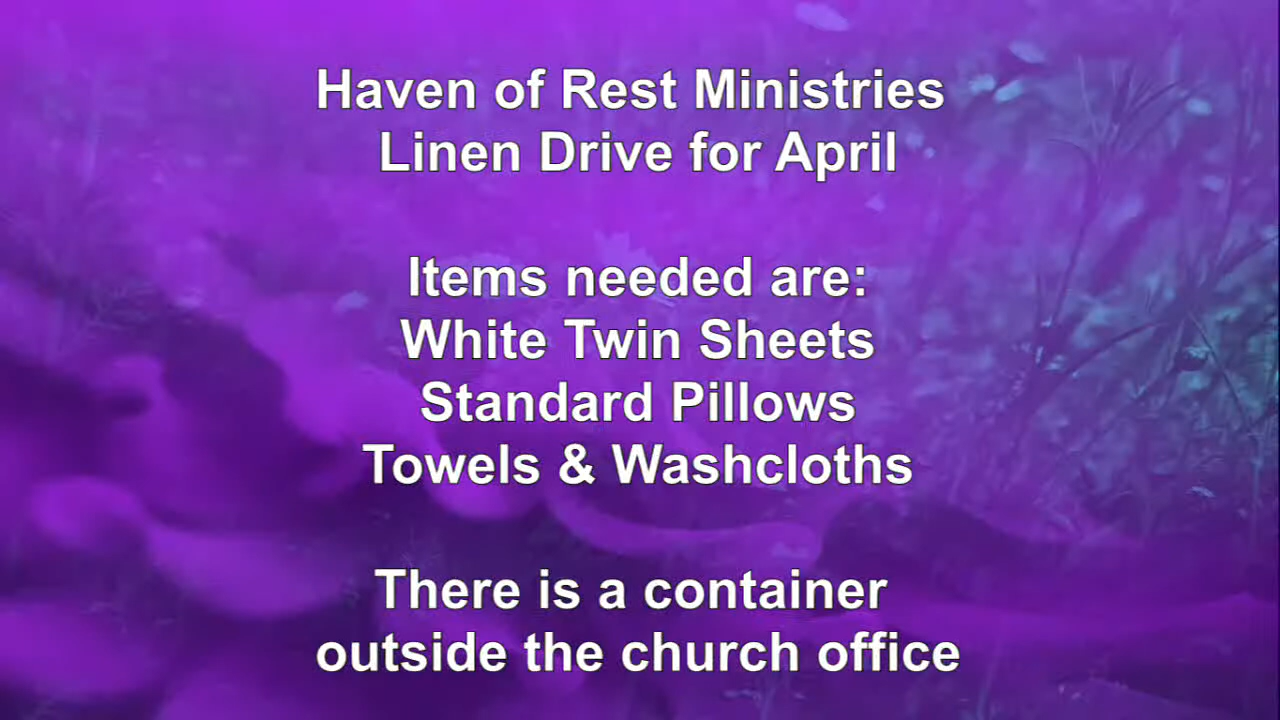 Haven of Rest Ministries
Linen Drive for April
Items needed are:
White Twin Sheets
Standard Pillows
Towels & Washcloths
There is a container
outside the church office